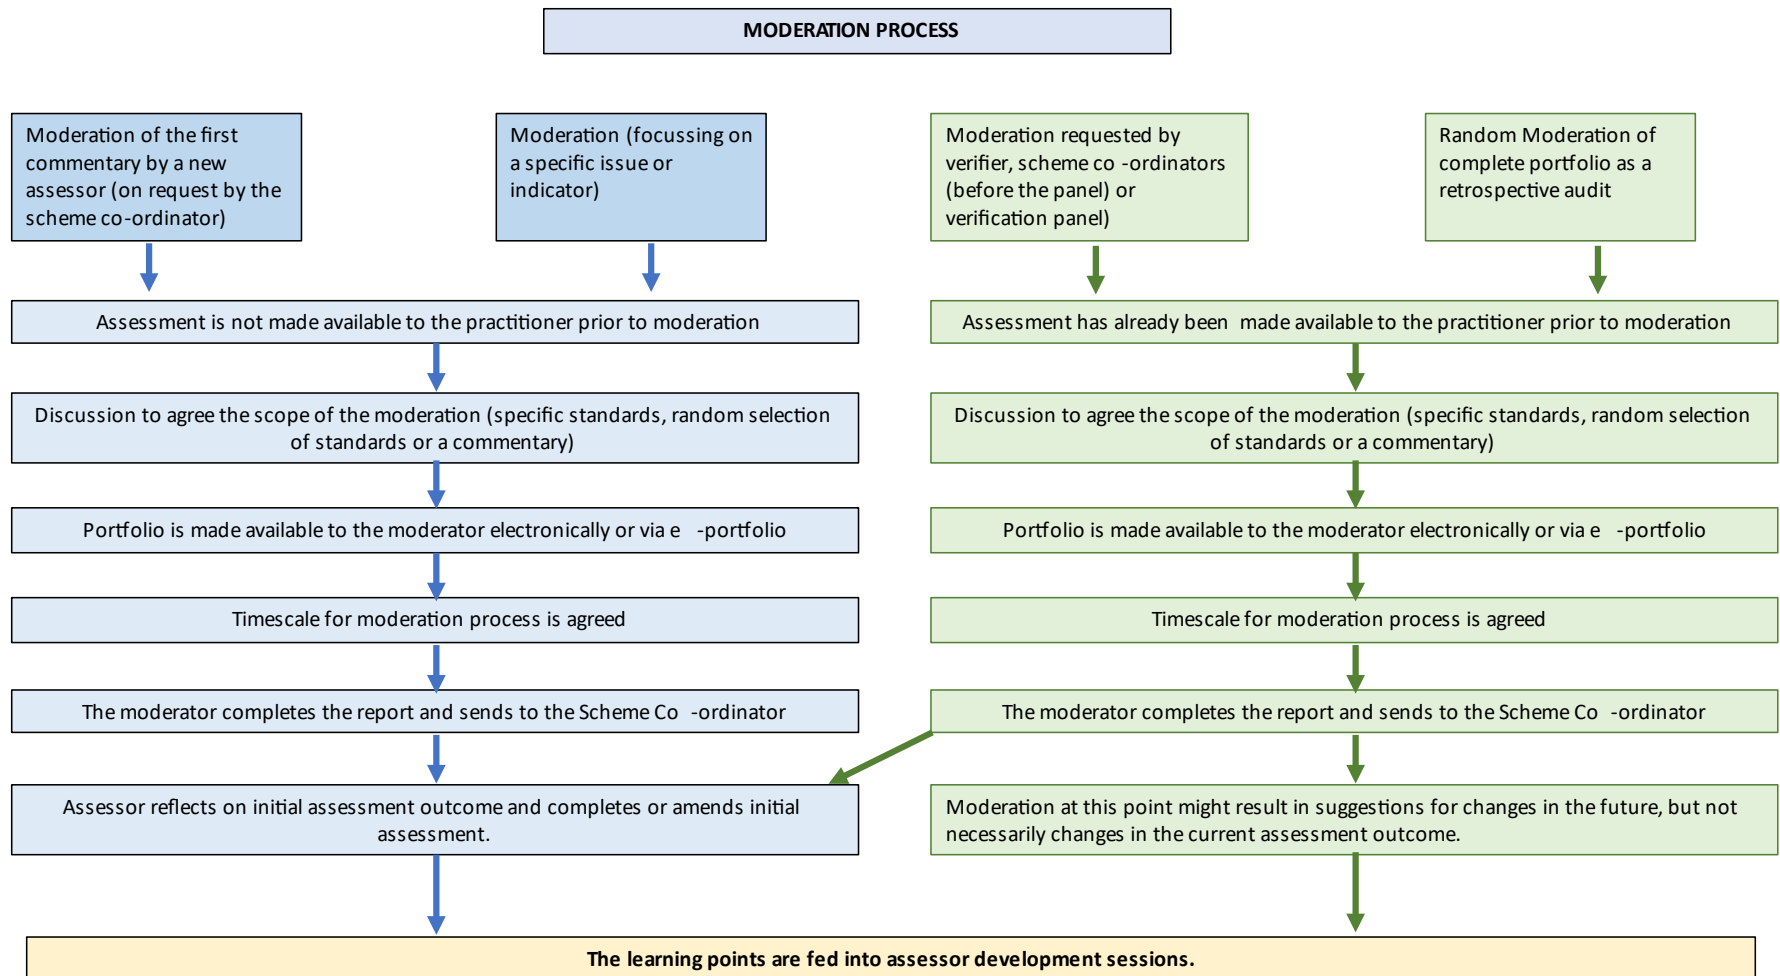 MODERATION PROCESS
Moderation of the first
commentary by a new
assessor (on request by the
scheme co-ordinator)
Moderation (focussing on
a specific issue or
indicator)
Moderation requested by
verifier, scheme co -ordinators
(before the panel) or
verification panel)
Random Moderation of
complete portfolio as a
retrospective audit
Assessment is not made available to the practitioner prior to moderation
Assessment has already been  made available to the practitioner prior to moderation
Discussion to agree the scope of the moderation (specific standards, random selection
of standards or a commentary)
Discussion to agree the scope of the moderation (specific standards, random selection
of standards or a commentary)
Portfolio is made available to the moderator electronically or via e  -portfolio
Portfolio is made available to the moderator electronically or via e  -portfolio
Timescale for moderation process is agreed
Timescale for moderation process is agreed
The moderator completes the report and sends to the Scheme Co  -ordinator
The moderator completes the report and sends to the Scheme Co  -ordinator
Assessor reflects on initial assessment outcome and completes or amends initial
assessment.
Moderation at this point might result in suggestions for changes in the future, but not
necessarily changes in the current assessment outcome.
The learning points are fed into assessor development sessions.